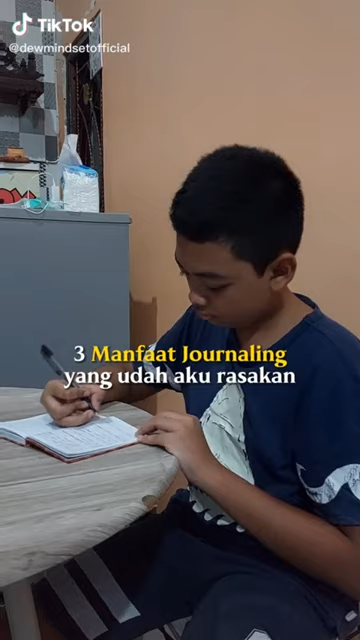 TikTok
@dewmindsetofficial
3 Manfaat Journaling
yang udah aku rasakan